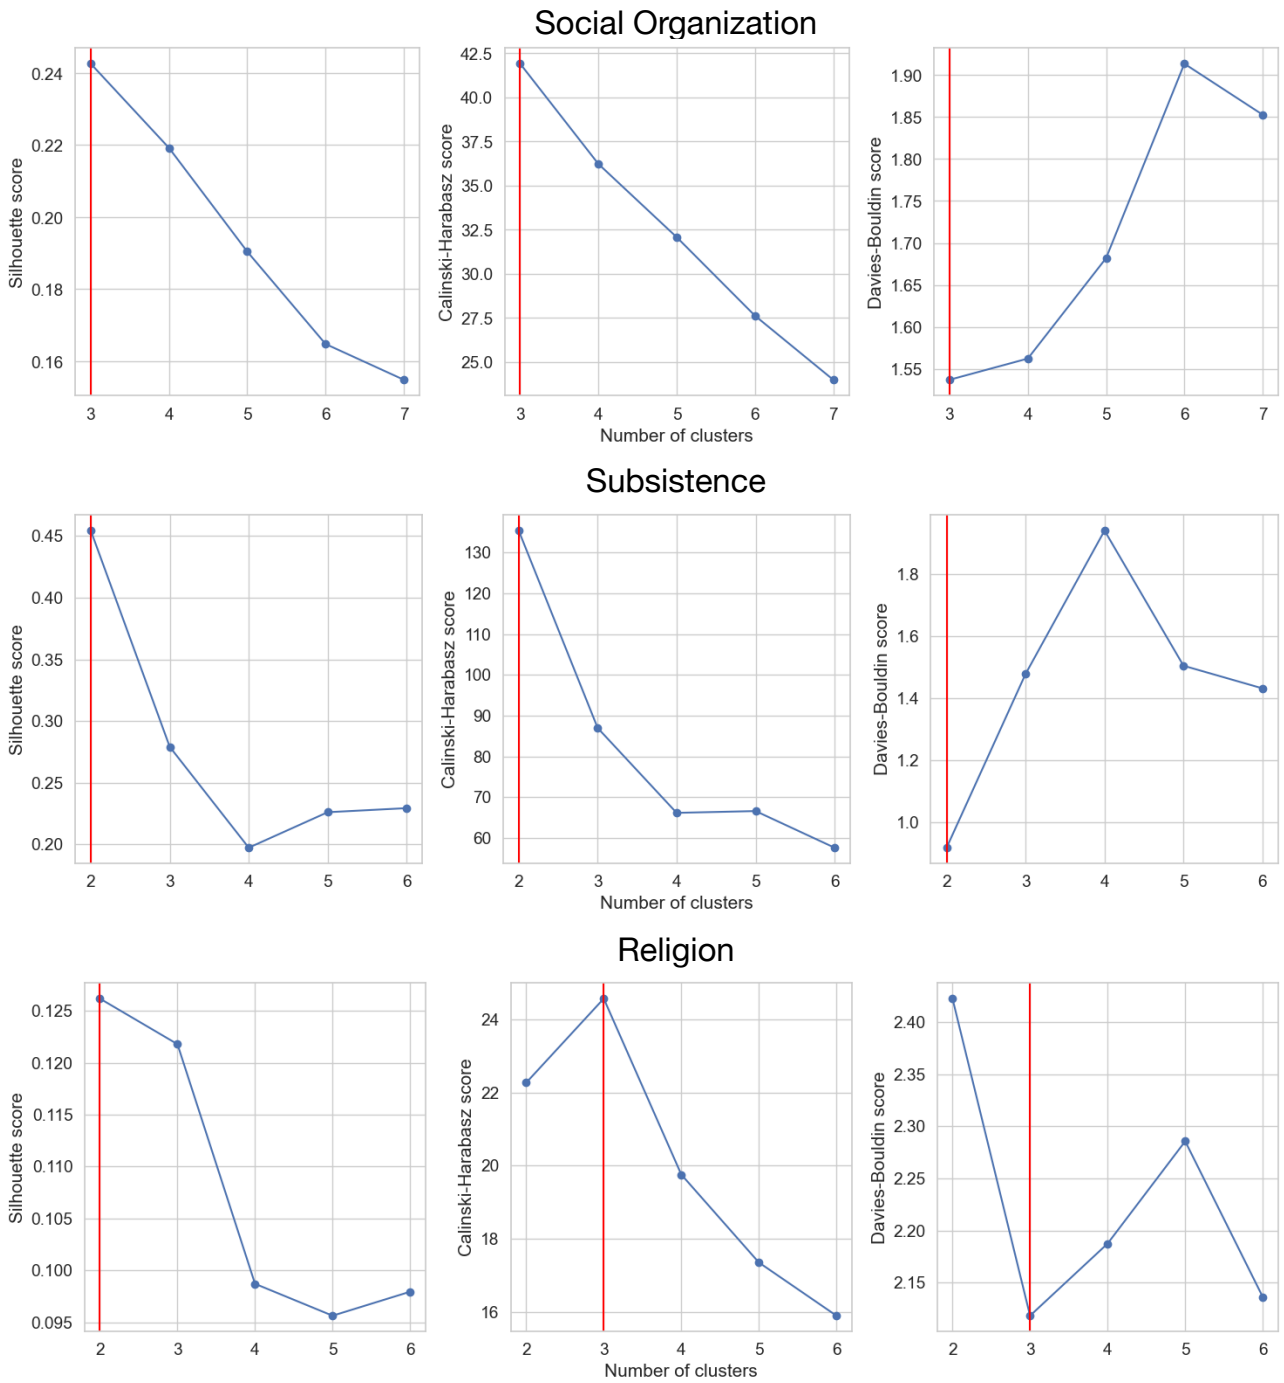 Social Organization
Silhouette score
0.24
0.22
0.20
0.18
0.16
3 4 5 6 7
Calinski-Harabasz score
42.5
40.0
37.5
35.0
32.5
30.0
27.5
25.0
3 4 5 6 7
Number of clusters
Davies-Bouldin score
1.90
1.85
1.80
1.75
1.70
1.65
1.60
1.55
3 4 5 6 7
Subsistence
Silhouette score
0.45
0.40
0.35
0.30
0.25
0.20
2 3 4 5 6
Calinski-Harabasz score
130
120
110
100
90
80
70
60
2 3 4 5 6
Number of clusters
Davies-Bouldin score
1.8
1.6
1.4
1.2
1.0
2 3 4 5 6
Religion
Silhouette score
0.125
0.120
0.115
0.110
0.105
0.100
0.095
2 3 4 5 6
Calinski-Harabasz score
24
22
20
18
16
2 3 4 5 6
Number of clusters
Davies-Bouldin score
2.40
2.35
2.30
2.25
2.20
2.15
2 3 4 5 6